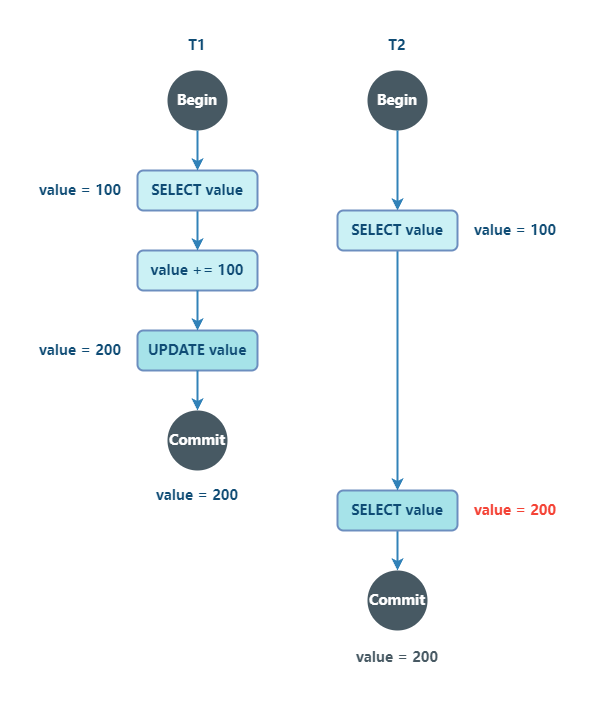 T1
T2
Begin
Begin
value = 100
SELECT value
SELECT value
value = 100
value += 100
value = 200
UPDATE value
Commit
value = 200
SELECT value
value = 200
Commit
value = 200